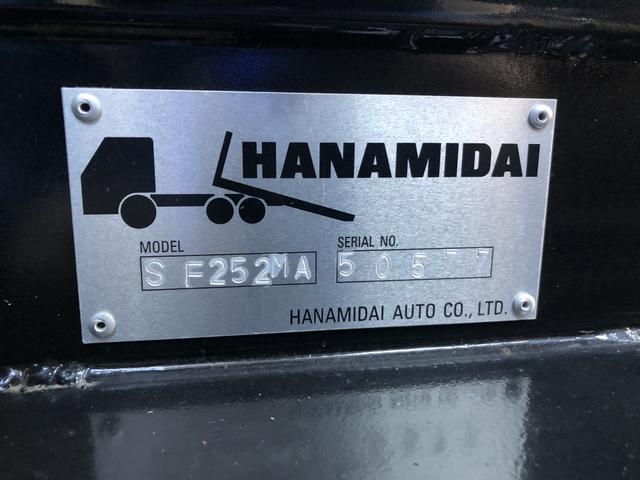 HANAMIDAI
MODEL
SF252MA
SERIAL NO.
50577
HANAMIDAI AUTO CO., LTD.